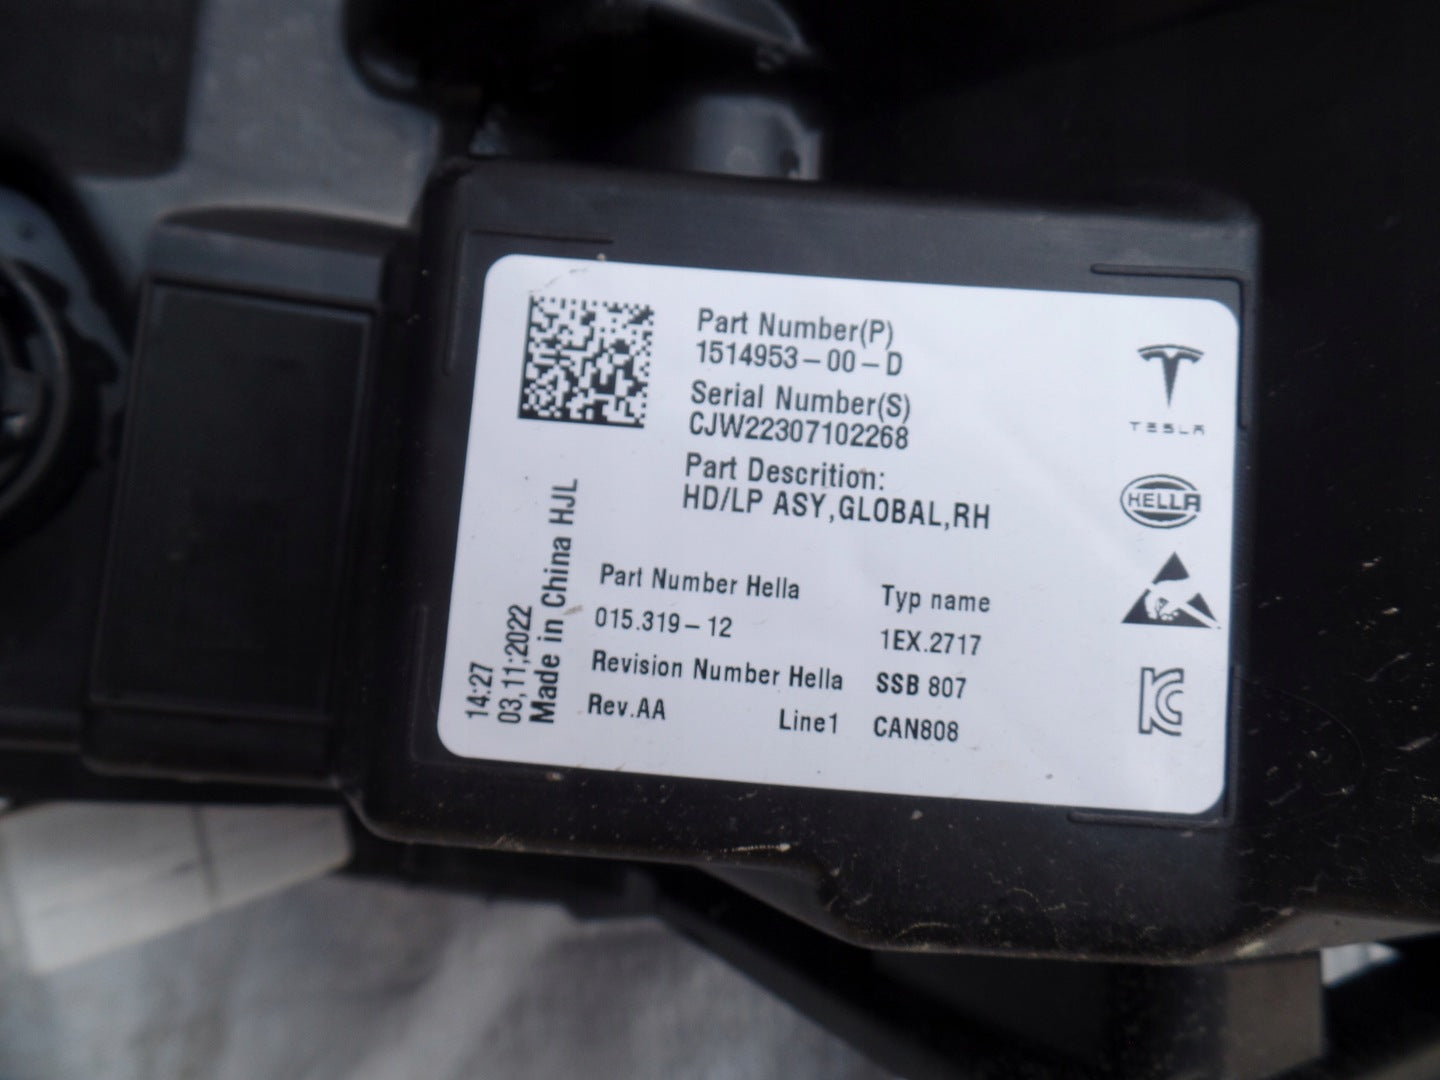 Part Number(P)
1514953-00-D
Serial Number(S)
CJW22307102268
Part Descrition:
HD/LP ASY,GLOBAL,RH
TESLA
HELLA
Part Number Hella
015.319-12
Revision Number Hella
Rev.AA
Line1
Typ name
1EX.2717
SSB 807
CAN808
14:27
03,11;2022
Made in China HJL